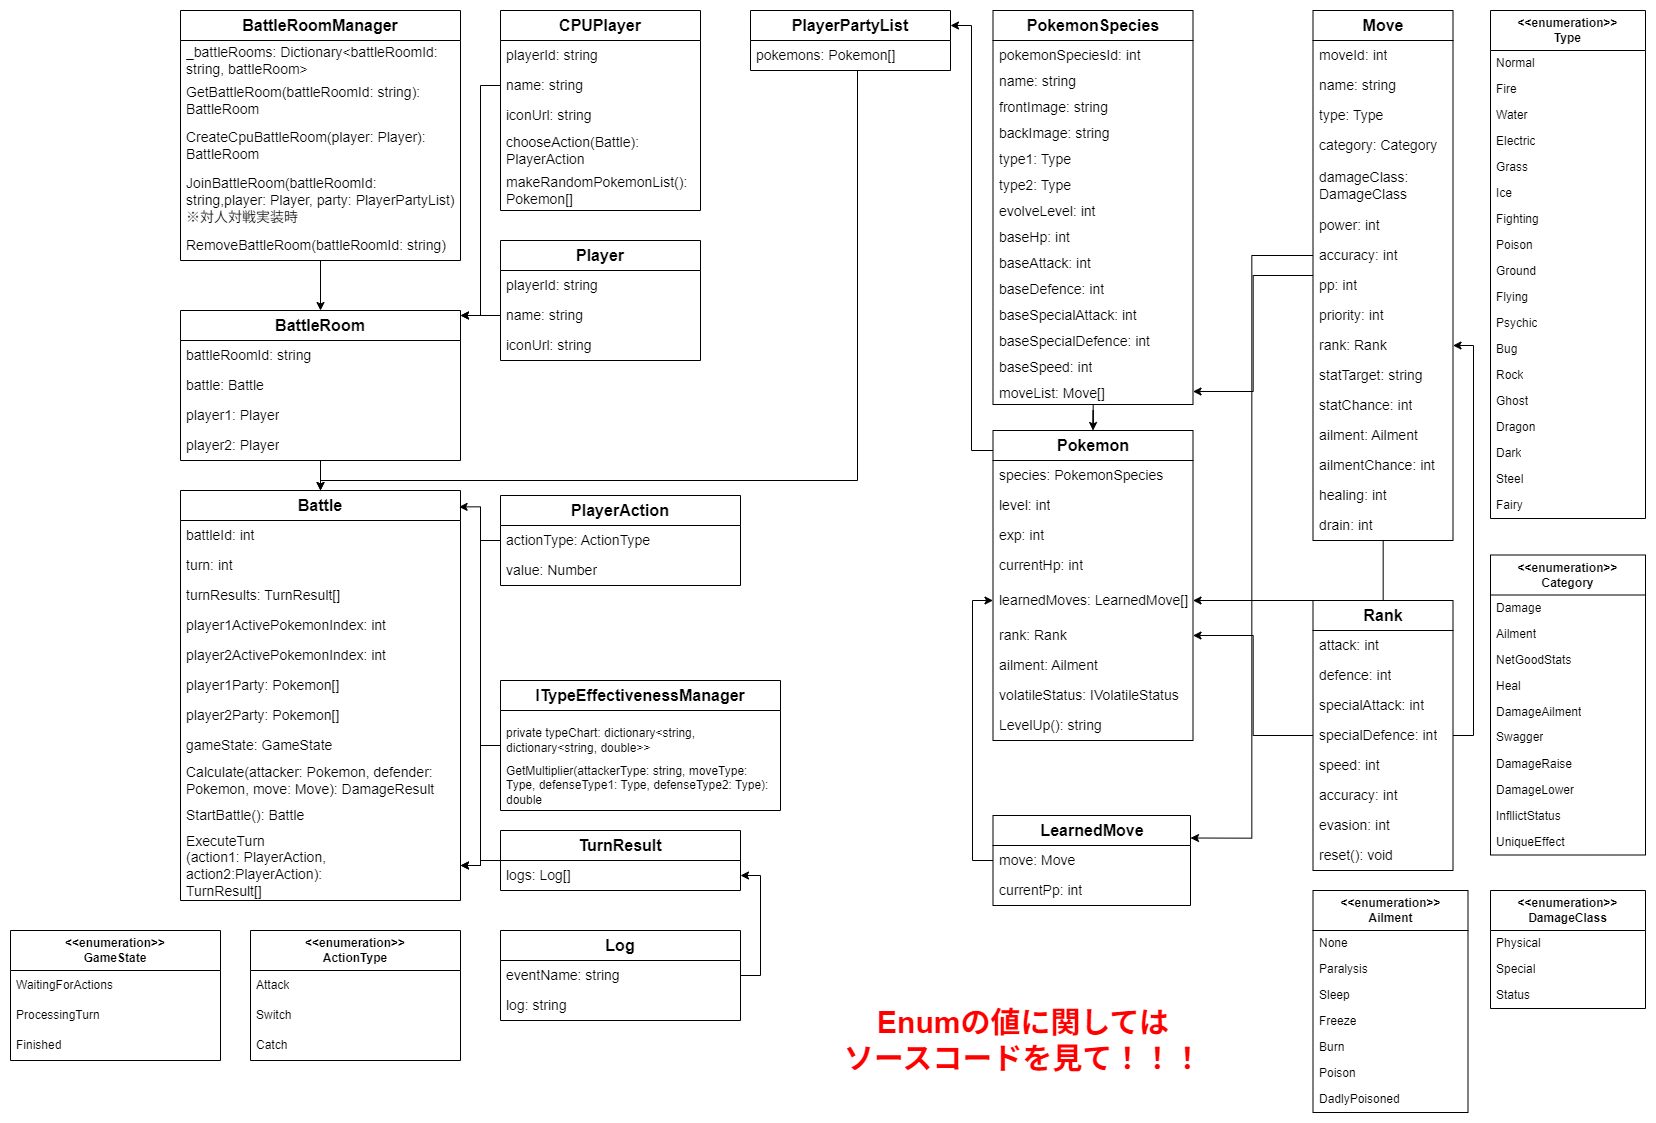 BattleRoomManager
_battleRooms: Dictionary<battleRoomId:
string, battleRoom>
GetBattleRoom(battleRoomId: string):
BattleRoom
CreateCpuBattleRoom(player: Player):
BattleRoom
JoinBattleRoom(battleRoomId:
string,player: Player, party: PlayerPartyList)
※対人対戦実装時
RemoveBattleRoom(battleRoomId: string)
CPUPlayer
playerId: string
name: string
iconUrl: string
chooseAction(Battle):
PlayerAction
makeRandomPokemonList():
Pokemon[]
Player
playerId: string
name: string
iconUrl: string
BattleRoom
battleRoomId: string
battle: Battle
player1: Player
player2: Player
Battle
battleId: int
turn: int
turnResults: TurnResult[]
player1ActivePokemonIndex: int
player2ActivePokemonIndex: int
player1Party: Pokemon[]
player2Party: Pokemon[]
gameState: GameState
Calculate(attacker: Pokemon, defender:
Pokemon, move: Move): DamageResult
StartBattle(): Battle
ExecuteTurn
(action1: PlayerAction,
action2:PlayerAction):
TurnResult[]
PlayerAction
actionType: ActionType
value: Number
ITypeEffectivenessManager
private typeChart: dictionary<string,
dictionary<string, double>>
GetMultiplier(attackerType: string, moveType:
Type, defenseType1: Type, defenseType2: Type):
double
TurnResult
logs: Log[]
Log
eventName: string
log: string
<<enumeration>>
GameState
WaitingForActions
ProcessingTurn
Finished
<<enumeration>>
ActionType
Attack
Switch
Catch
PlayerPartyList
pokemons: Pokemon[]
PokemonSpecies
pokemonSpeciesId: int
name: string
frontImage: string
backImage: string
type1: Type
type2: Type
evolveLevel: int
baseHp: int
baseAttack: int
baseDefence: int
baseSpecialAttack: int
baseSpecialDefence: int
baseSpeed: int
moveList: Move[]
Pokemon
species: PokemonSpecies
level: int
exp: int
currentHp: int
learnedMoves: LearnedMove[]
rank: Rank
ailment: Ailment
volatileStatus: IVolatileStatus
LevelUp(): string
LearnedMove
move: Move
currentPp: int
Move
moveId: int
name: string
type: Type
category: Category
damageClass:
DamageClass
power: int
accuracy: int
pp: int
priority: int
rank: Rank
statTarget: string
statChance: int
ailment: Ailment
ailmentChance: int
healing: int
drain: int
Rank
attack: int
defence: int
specialAttack: int
specialDefence: int
speed: int
accuracy: int
evasion: int
reset(): void
<<enumeration>>
Ailment
None
Paralysis
Sleep
Freeze
Burn
Poison
DadlyPoisoned
<<enumeration>>
Type
Normal
Fire
Water
Electric
Grass
Ice
Fighting
Poison
Ground
Flying
Psychic
Bug
Rock
Ghost
Dragon
Dark
Steel
Fairy
<<enumeration>>
Category
Damage
Ailment
NetGoodStats
Heal
DamageAilment
Swagger
DamageRaise
DamageLower
InfllictStatus
UniqueEffect
<<enumeration>>
DamageClass
Physical
Special
Status
Enumの値に関しては
ソースコードを見て！！！